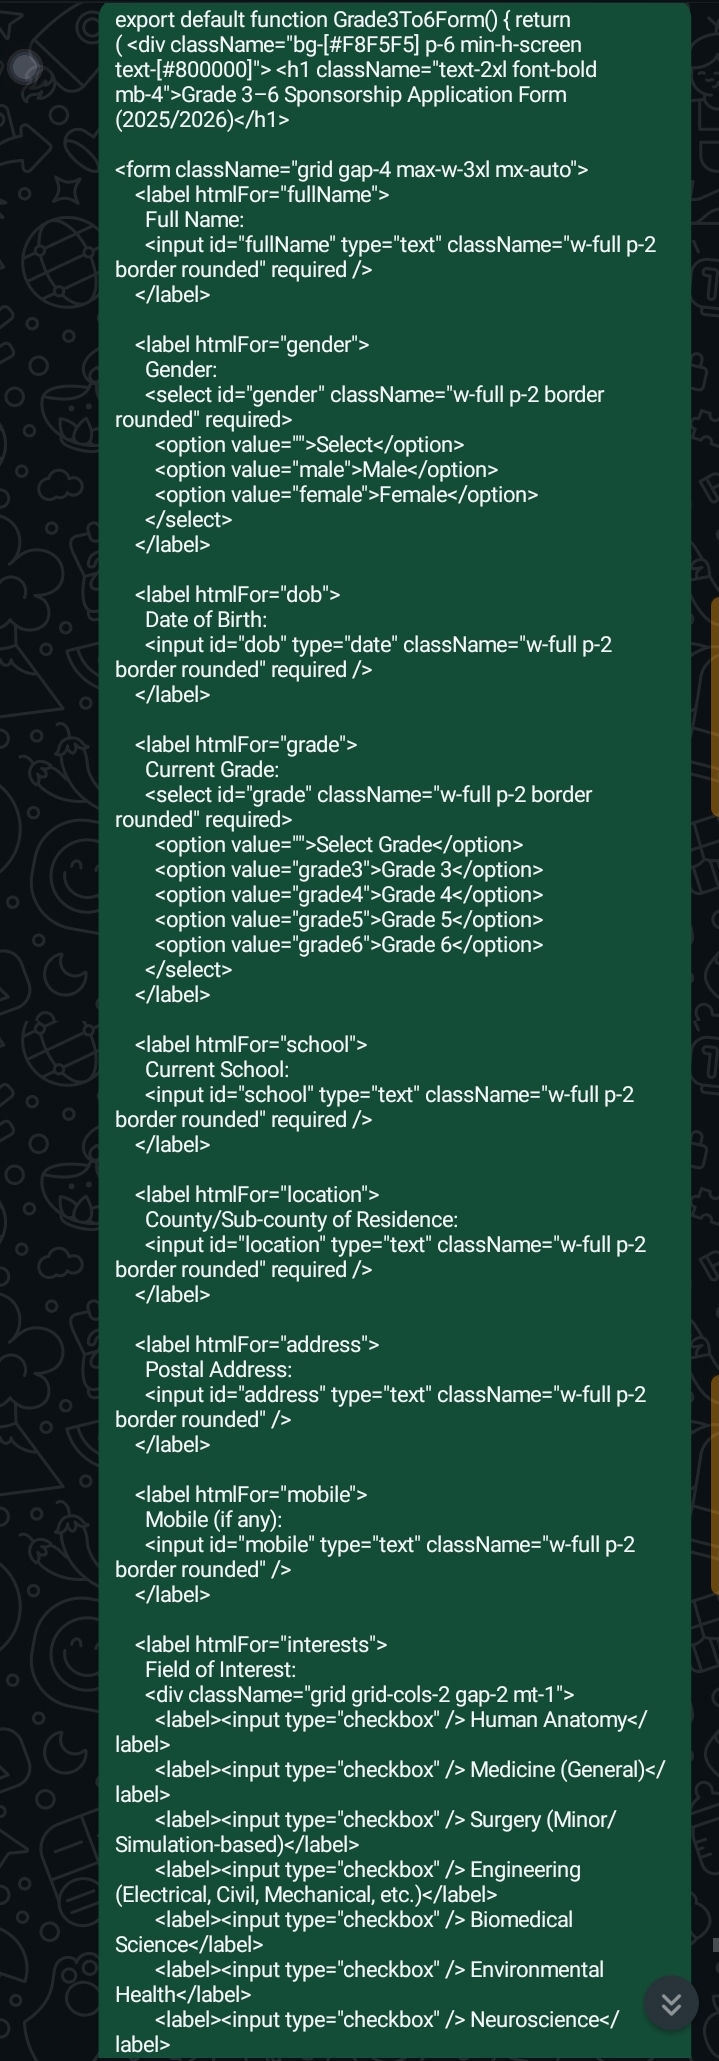 export default function Grade3To6Form() { return
( <div className="bg-[#F8F5F5] p-6 min-h-screen
text-[#800000]"> <h1 className="text-2xl font-bold
mb-4">Grade 3–6 Sponsorship Application Form
(2025/2026)</h1>
<form className="grid gap-4 max-w-3xl mx-auto">
<label htmlFor="fullName">
Full Name:
<input id="fullName" type="text" className="w-full p-2
border rounded" required />
</label>
<label htmlFor="gender">
Gender:
<select id="gender" className="w-full p-2 border
rounded" required>
<option value="">Select</option>
<option value="male">Male</option>
<option value="female">Female</option>
</select>
</label>
<label htmlFor="dob">
Date of Birth:
<input id="dob" type="date" className="w-full p-2
border rounded" required />
</label>
<label htmlFor="grade">
Current Grade:
<select id="grade" className="w-full p-2 border
rounded" required>
<option value="">Select Grade</option>
<option value="grade3">Grade 3</option>
<option value="grade4">Grade 4</option>
<option value="grade5">Grade 5</option>
<option value="grade6">Grade 6</option>
</select>
</label>
<label htmlFor="school">
Current School:
<input id="school" type="text" className="w-full p-2
border rounded" required />
</label>
<label htmlFor="location">
County/Sub-county of Residence:
<input id="location" type="text" className="w-full p-2
border rounded" required />
</label>
<label htmlFor="address">
Postal Address:
<input id="address" type="text" className="w-full p-2
border rounded" />
</label>
<label htmlFor="mobile">
Mobile (if any):
<input id="mobile" type="text" className="w-full p-2
border rounded" />
</label>
<label htmlFor="interests">
Field of Interest:
<div className="grid grid-cols-2 gap-2 mt-1">
<label><input type="checkbox" /> Human Anatomy</
label>
<label><input type="checkbox" /> Medicine (General)</
label>
<label><input type="checkbox" /> Surgery (Minor/
Simulation-based)</label>
<label><input type="checkbox" /> Engineering
(Electrical, Civil, Mechanical, etc.)</label>
<label><input type="checkbox" /> Biomedical
Science</label>
<label><input type="checkbox" /> Environmental
Health</label>
<label><input type="checkbox" /> Neuroscience</
label>